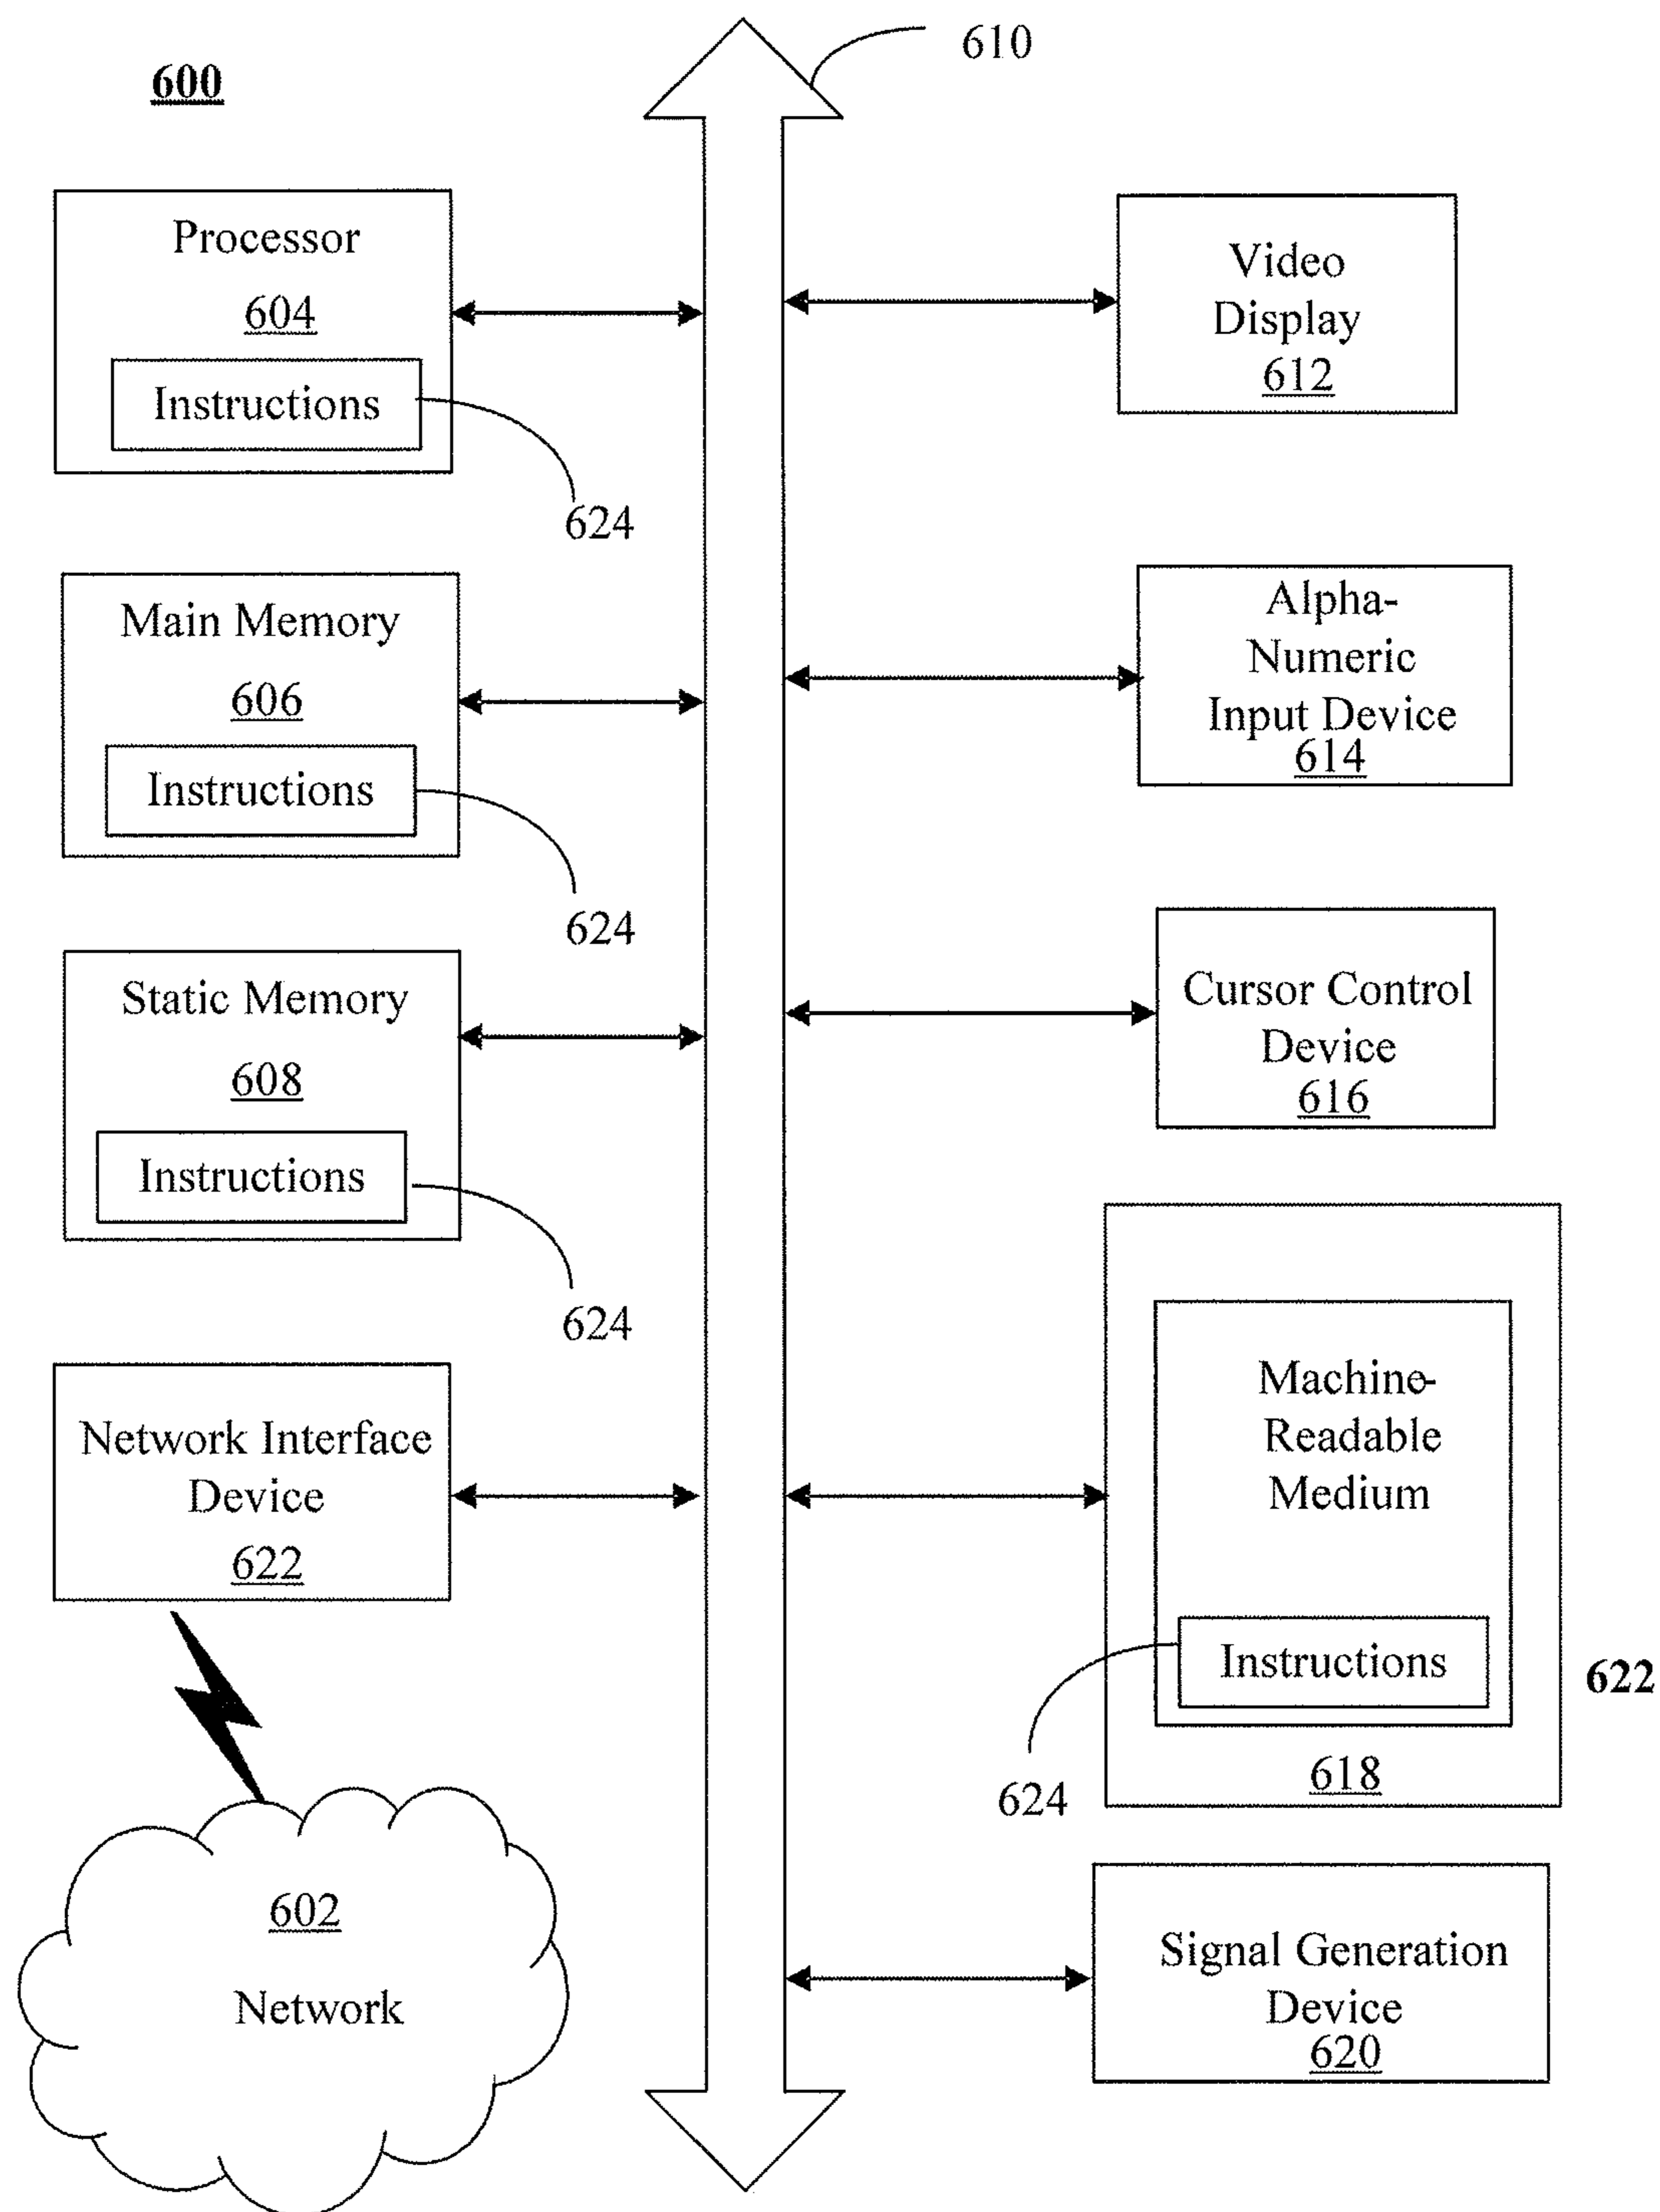 600
610
Processor
604
Instructions
624
Main Memory
606
Instructions
624
Static Memory
608
Instructions
624
Network Interface
Device
622
602
Network
Video
Display
612
Alpha-
Numeric
Input Device
614
Cursor Control
Device
616
Machine-
Readable
Medium
Instructions
624
618
622
Signal Generation
Device
620